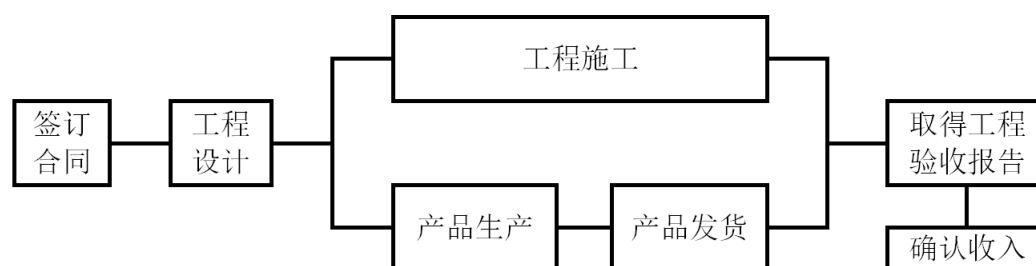 签订
合同
工程
设计
工程施工
产品生产
产品发货
取得工程
验收报告
确认收入